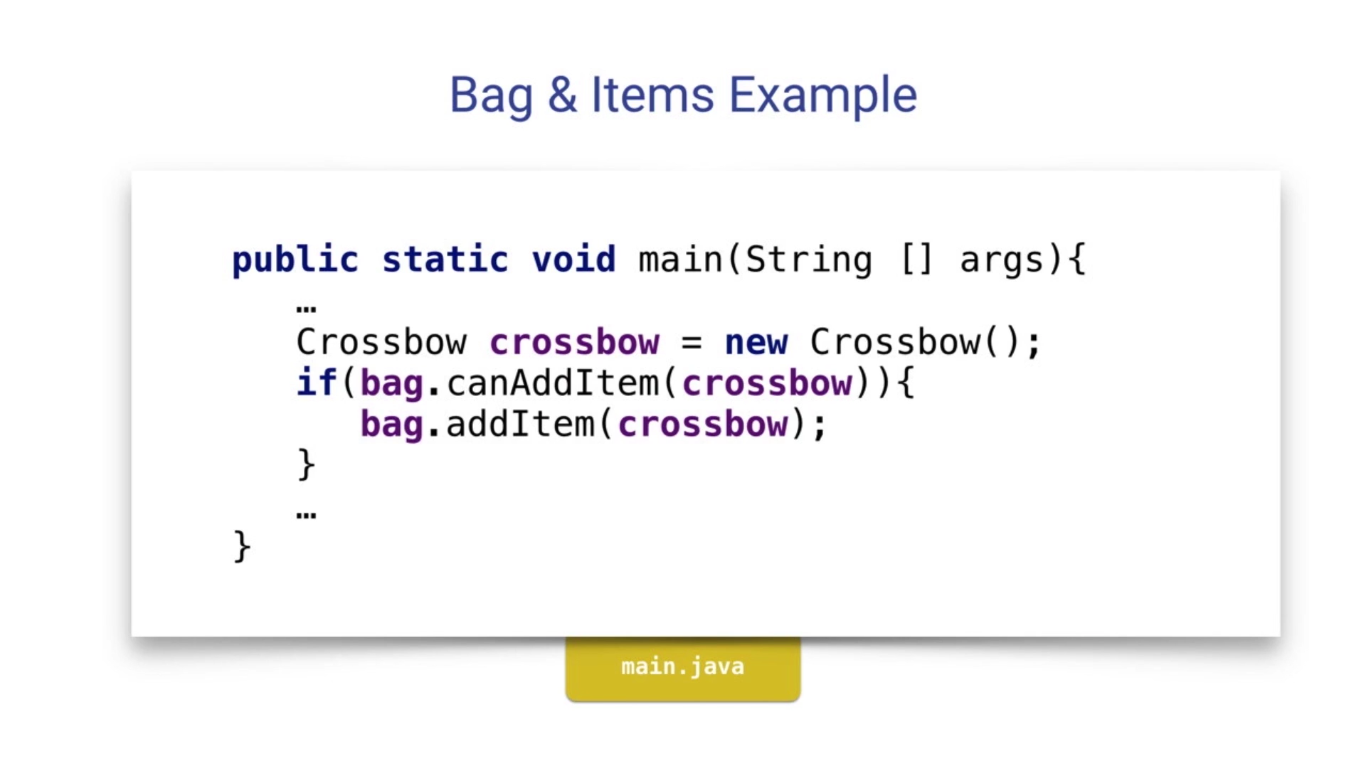 Bag & Items Example
public static void main(String [] args){
…
Crossbow crossbow = new Crossbow();
if(bag.canAddItem(crossbow)){
bag.addItem(crossbow);
}
…
}
main.java